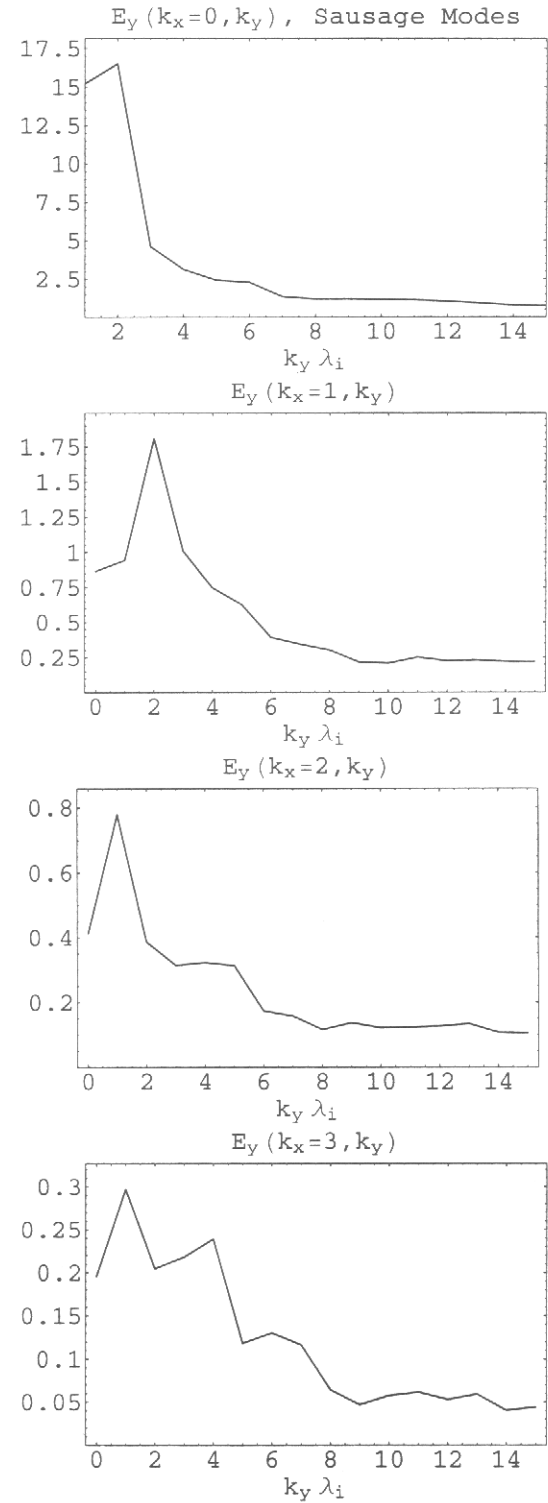 E_y (k_x=0,k_y), Sausage Modes
17.5
15
12.5
10
7.5
5
2.5
2 4 6 8 10 12 14
k_y λ_i
E_y (k_x=1,k_y)
1.75
1.5
1.25
1
0.75
0.5
0.25
0 2 4 6 8 10 12 14
k_y λ_i
E_y (k_x=2,k_y)
0.8
0.6
0.4
0.2
0 2 4 6 8 10 12 14
k_y λ_i
E_y (k_x=3,k_y)
0.3
0.25
0.2
0.15
0.1
0.05
0 2 4 6 8 10 12 14
k_y λ_i